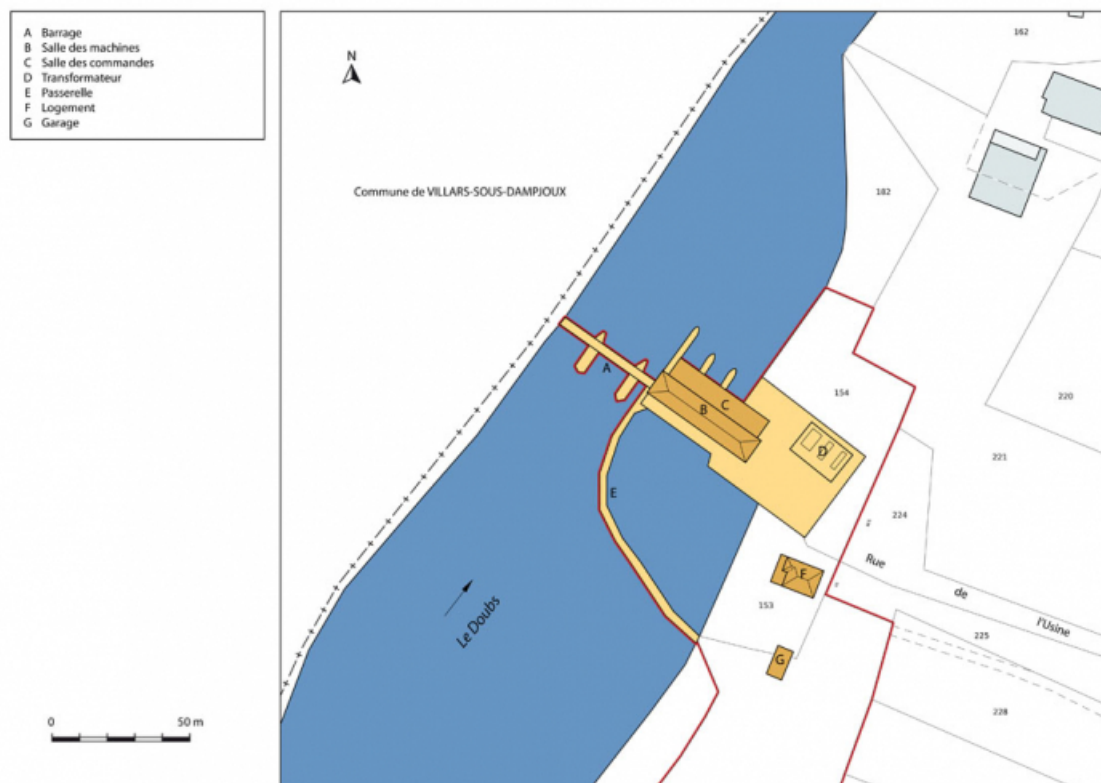 A Barrage
B Salle des machines
C Salle des commandes
D Transformateur
E Passerelle
F Logement
G Garage
N
162
Commune de VILLARS-SOUS-DAMPJOUX
182
154
220
A
C
B
D
221
E
224
Rue de l'Usine
F
153
225
Le Doubs
G
228
0 50 m